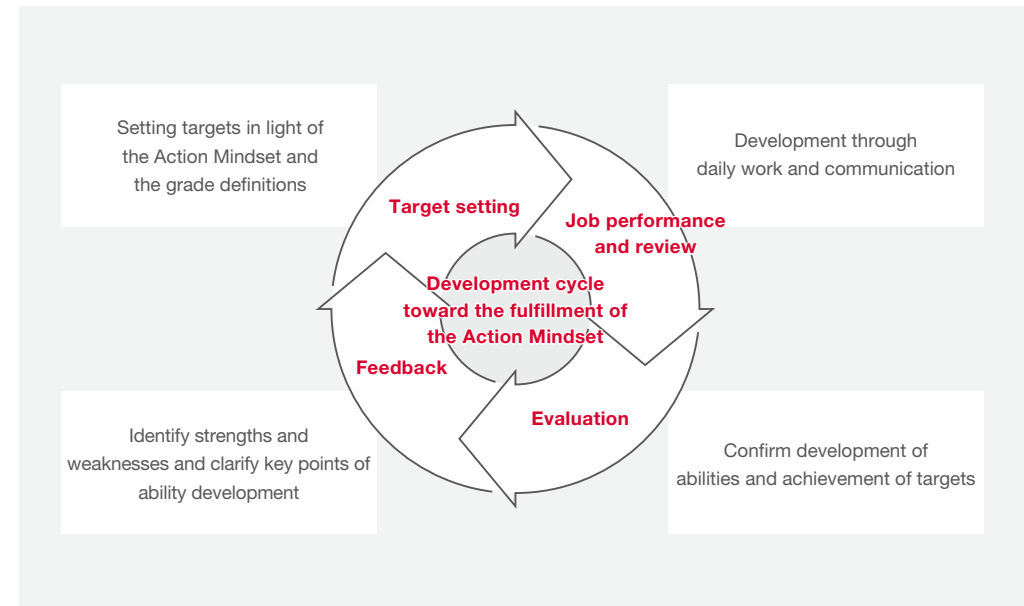 Setting targets in light of
the Action Mindset and
the grade definitions
Development through
daily work and communication
Target setting
Job performance
and review
Development cycle
toward the fulfillment of
the Action Mindset
Feedback
Evaluation
Identify strengths and
weaknesses and clarify key points of
ability development
Confirm development of
abilities and achievement of targets